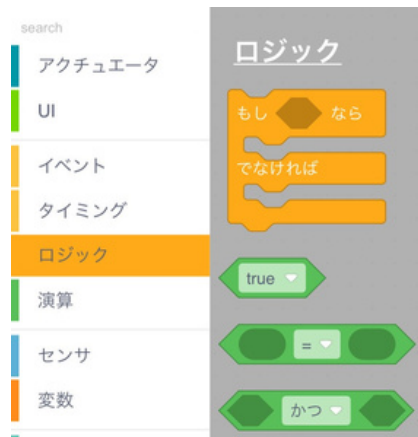 search
アクチュエータ
UI
イベント
タイミング
ロジック
演算
センサ
変数
ロジック
もし なら
でなければ
true
=
かつ